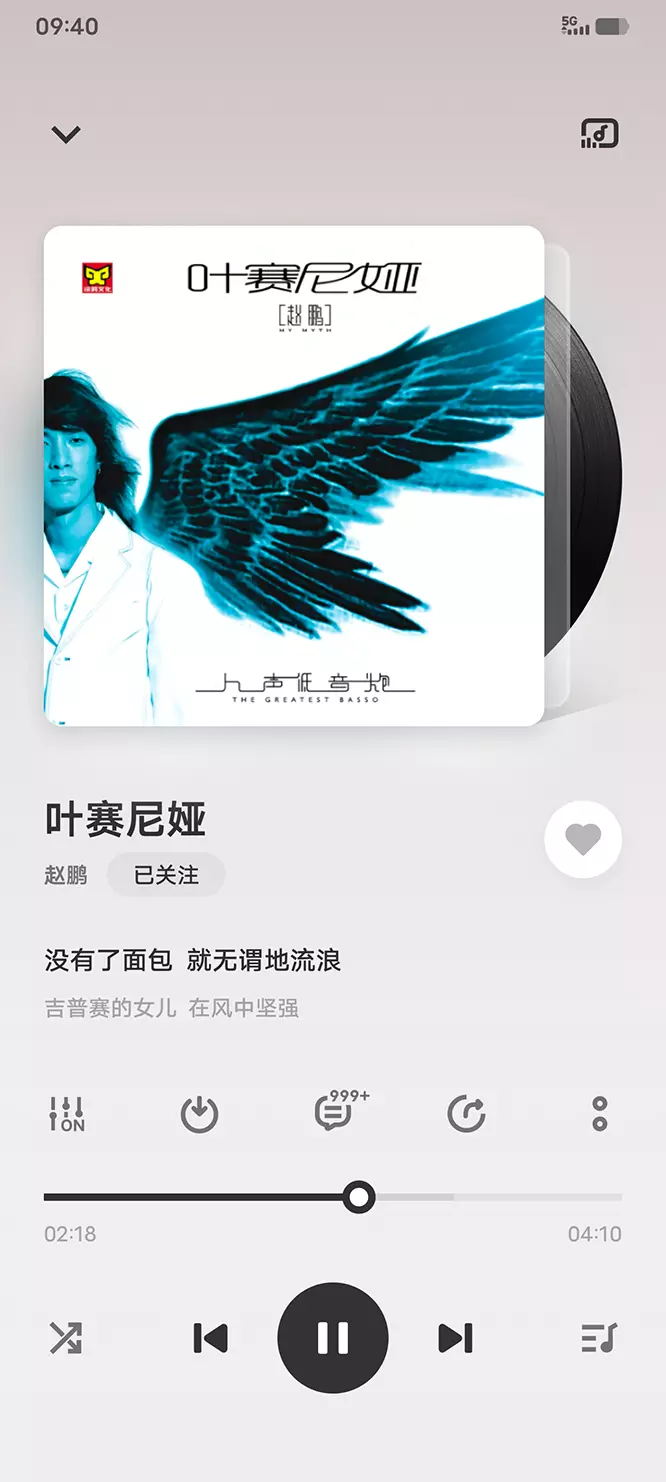 09:40
5G
叶赛尼娅
[赵鹏]
MY MYTH
人声低音炮
THE GREATEST BASSO
叶赛尼娅
赵鹏 已关注
没有了面包 就无谓地流浪
吉普赛的女儿 在风中坚强
ON 999+
02:18 04:10